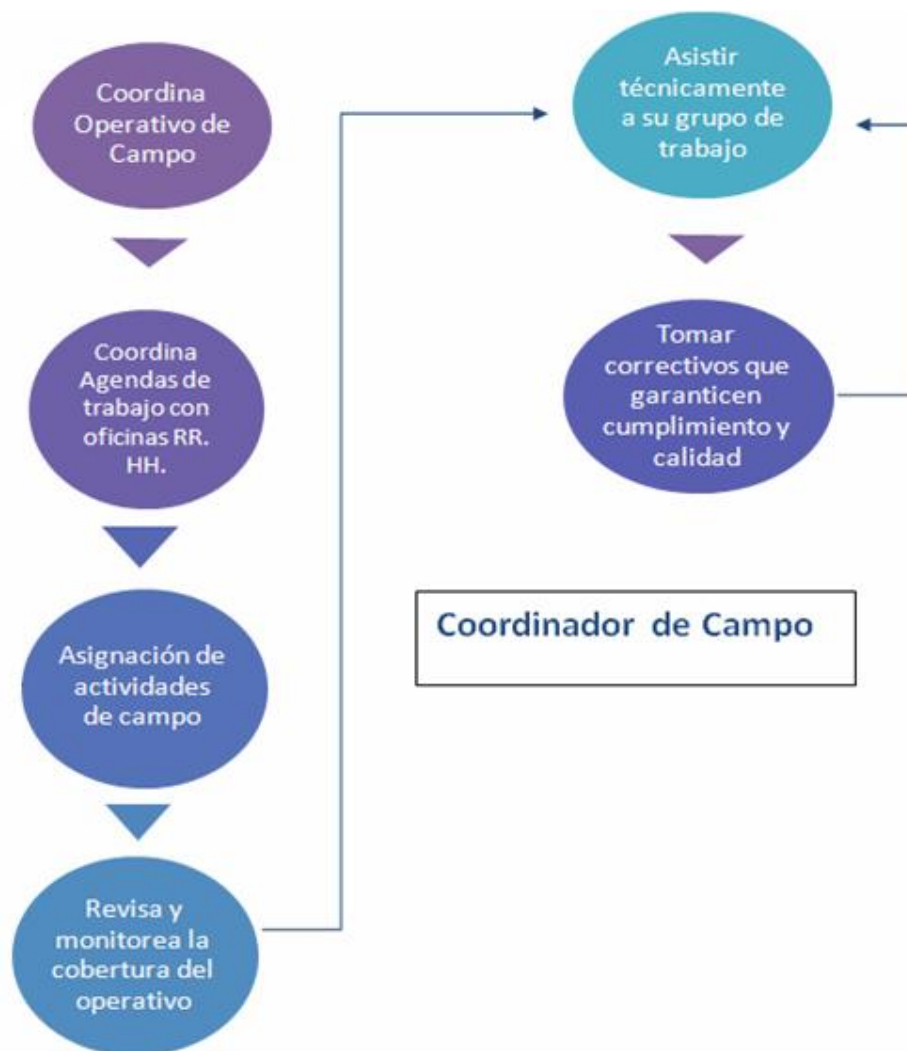 Coordina
Operativo de
Campo
Coordina
Agendas de
trabajo con
oficinas RR.
HH.
Asignación de
actividades
de campo
Revisa y
monitorea la
cobertura del
operativo
Asistir
técnicamente
a su grupo de
trabajo
Tomar
correctivos que
garanticen
cumplimiento y
calidad
Coordinador de Campo